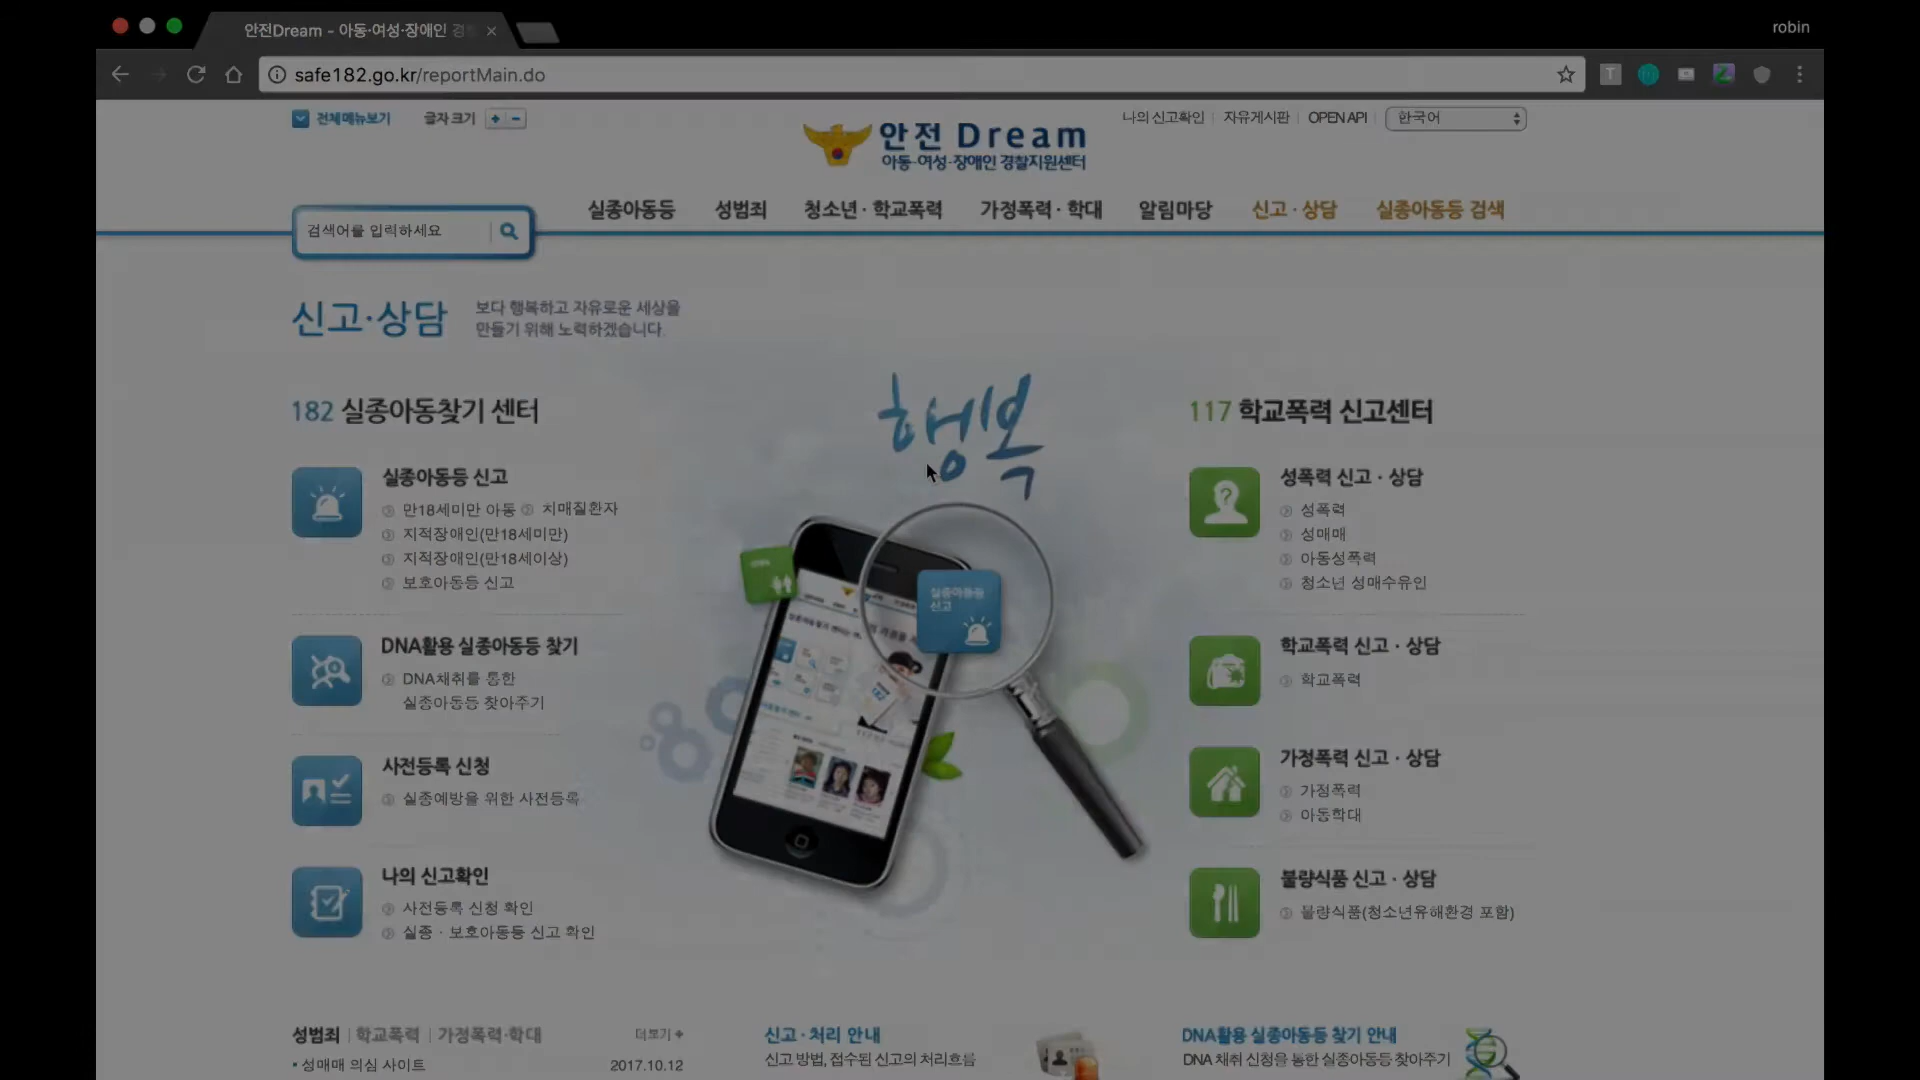 안전Dream - 아동·여성·장애인 경
robin
safe182.go.kr/reportMain.do
전체메뉴보기
글자크기
나의 신고확인
자유게시판
OPEN API
한국어
안전 Dream
아동·여성·장애인 경찰지원센터
검색어를 입력하세요
실종아동등
성범죄
청소년 · 학교폭력
가정폭력 · 학대
알림마당
신고 · 상담
실종아동등 검색
신고·상담
보다 행복하고 자유로운 세상을
만들기 위해 노력하겠습니다.
행복
182 실종아동찾기 센터
실종아동등 신고
만18세미만 아동 치매질환자
지적장애인(만18세미만)
지적장애인(만18세이상)
보호아동등 신고
DNA활용 실종아동등 찾기
DNA채취를 통한
실종아동등 찾아주기
사전등록 신청
실종예방을 위한 사전등록
나의 신고확인
사전등록 신청 확인
실종 · 보호아동등 신고 확인
실종아동등
신고
117 학교폭력 신고센터
성폭력 신고 · 상담
성폭력
성매매
아동성폭력
청소년 성매수유인
학교폭력 신고 · 상담
학교폭력
가정폭력 신고 · 상담
가정폭력
아동학대
불량식품 신고 · 상담
불량식품(청소년유해환경 포함)
성범죄 | 학교폭력 | 가정폭력·학대
더보기 +
성매매 의심 사이트
2017.10.12
신고 · 처리 안내
신고 방법, 접수된 신고의 처리흐름을
DNA활용 실종아동등 찾기 안내
DNA 채취 신청을 통한 실종아동등 찾아주기